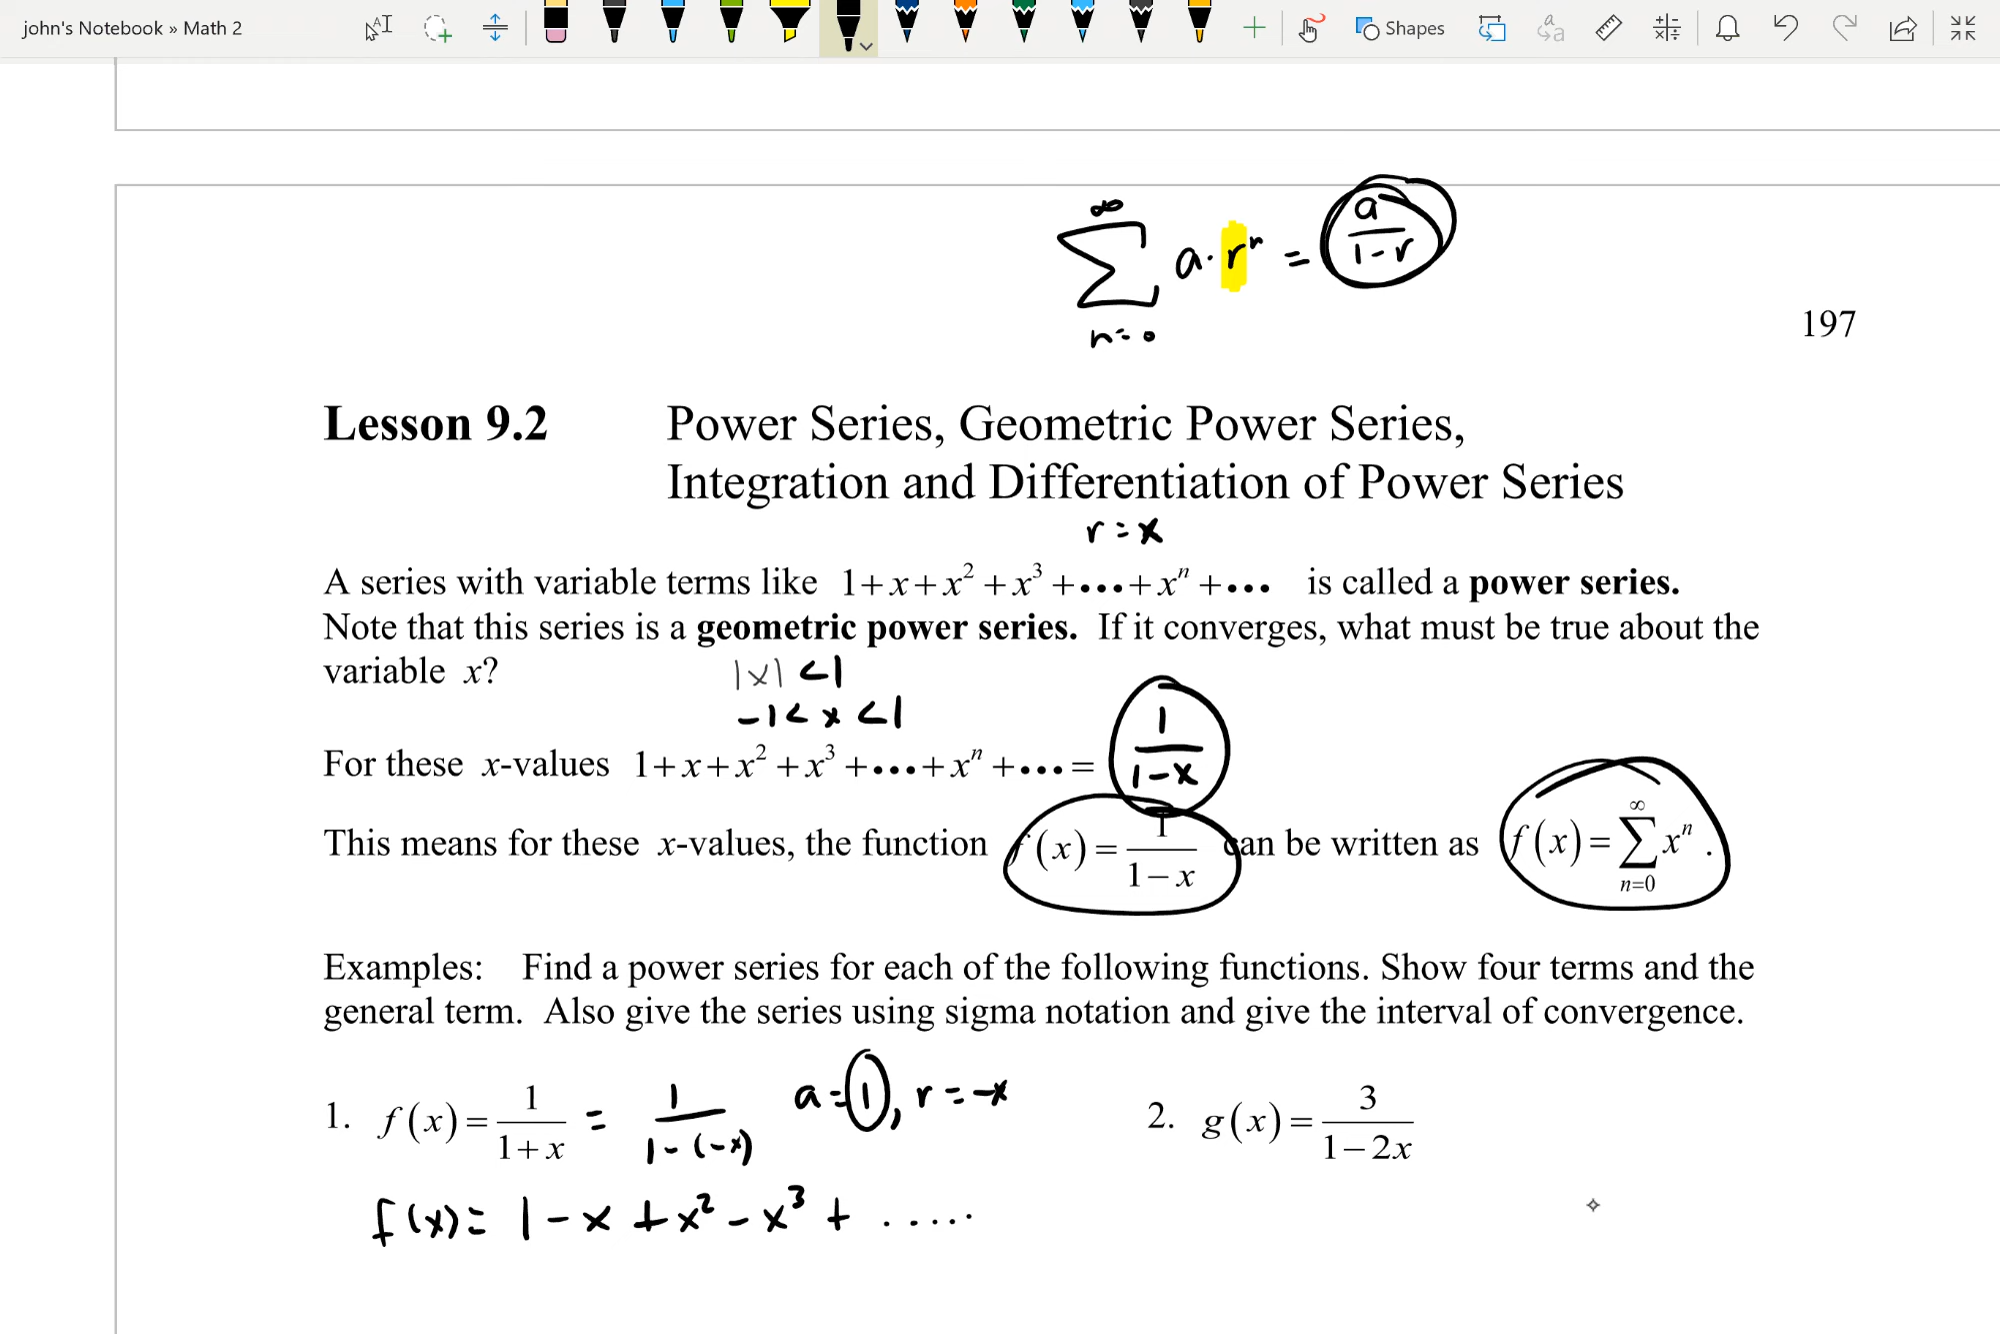 john's Notebook » Math 2
Shapes
∞
∑ a · rⁿ = a/(1-r)
n=0
197
Lesson 9.2 Power Series, Geometric Power Series,
Integration and Differentiation of Power Series
r=x
A series with variable terms like 1+x+x²+x³+•••+xⁿ+••• is called a power series.
Note that this series is a geometric power series. If it converges, what must be true about the
variable x? |x| <1
-1< x <1
For these x-values 1+x+x²+x³+•••+xⁿ+•••= 1/(1-x)
This means for these x-values, the function f(x)=1/(1-x) can be written as f(x)=∑xⁿ.
∞
n=0
Examples: Find a power series for each of the following functions. Show four terms and the
general term. Also give the series using sigma notation and give the interval of convergence.
1. f(x)=1/(1+x) = 1/(1-(-x)) a=1, r=-x 2. g(x)=3/(1-2x)
f(x)= 1-x+x²-x³+ .....